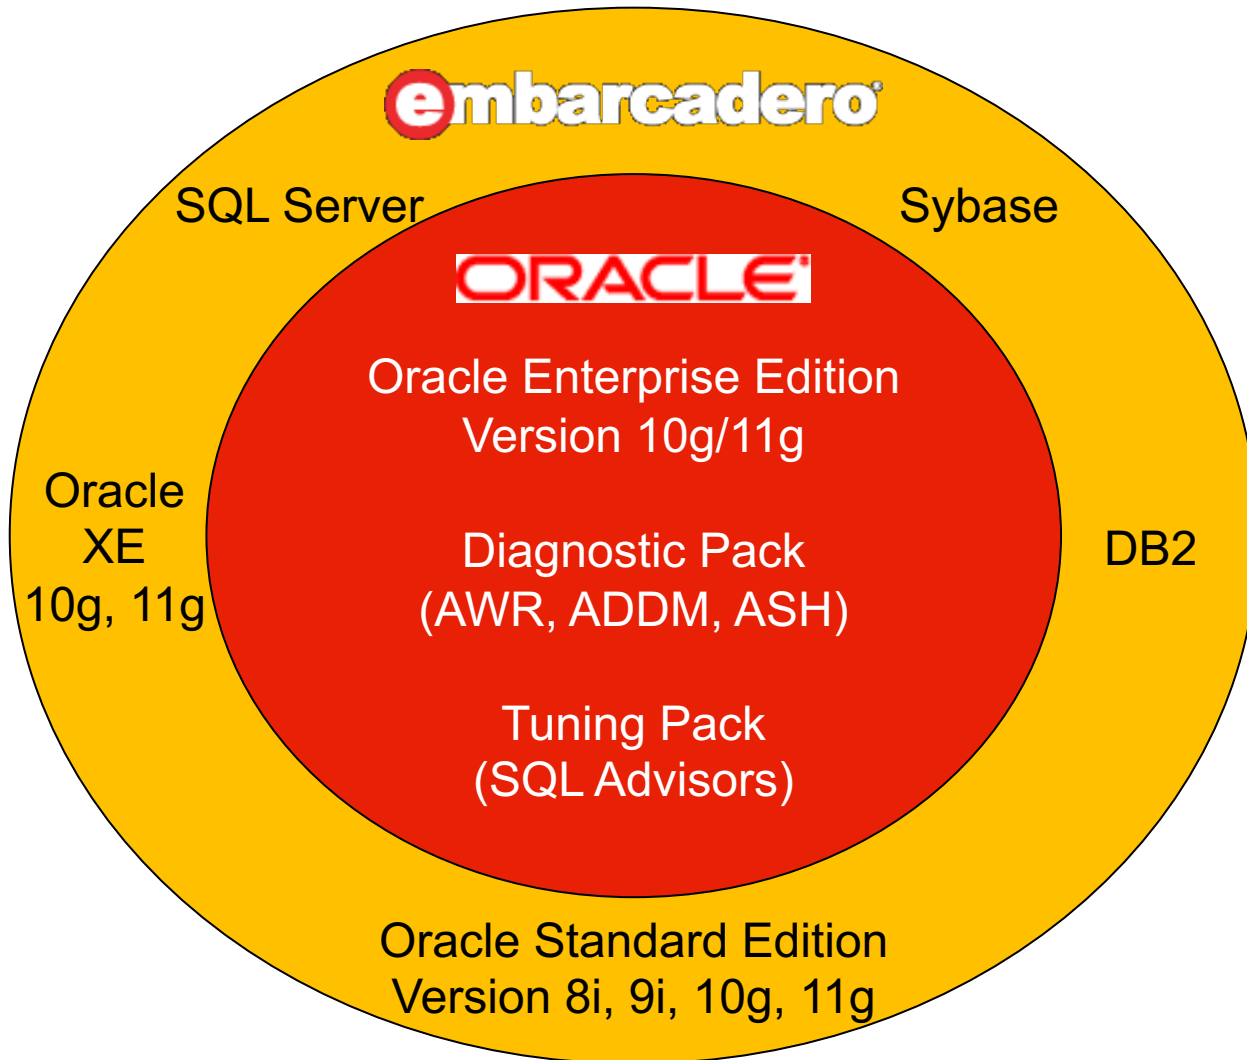 embarcadero
SQL Server
Sybase
ORACLE
Oracle Enterprise Edition
Version 10g/11g
Oracle
XE
10g, 11g
Diagnostic Pack
(AWR, ADDM, ASH)
DB2
Tuning Pack
(SQL Advisors)
Oracle Standard Edition
Version 8i, 9i, 10g, 11g